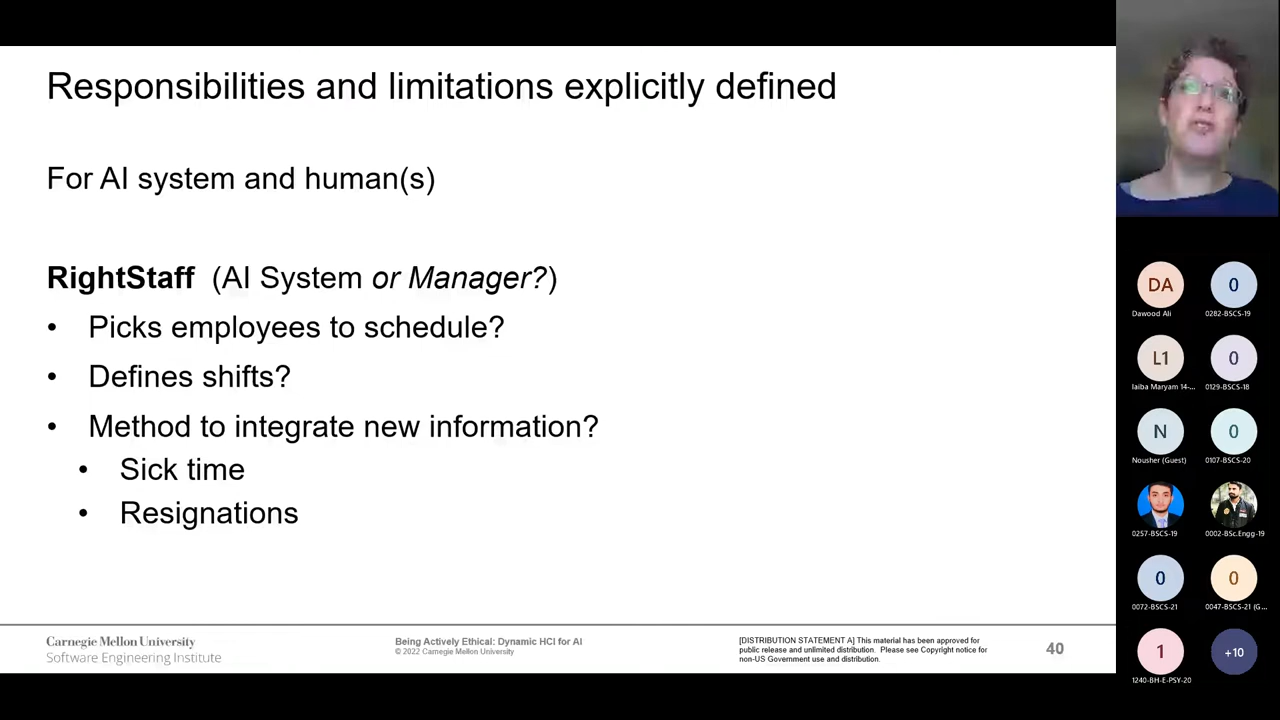 Responsibilities and limitations explicitly defined
For AI system and human(s)
RightStaff (AI System or Manager?)
• Picks employees to schedule?
• Defines shifts?
• Method to integrate new information?
• Sick time
• Resignations
Carnegie Mellon University
Software Engineering Institute
Being Actively Ethical: Dynamic HCI for AI
© 2022 Carnegie Mellon University
[DISTRIBUTION STATEMENT A] This material has been approved for
public release and unlimited distribution. Please see Copyright notice for
non-US Government use and distribution.
40
DA
0
Dawood Ali
0282-BSCS-19
L1
0
laiba Maryam 14-...
0129-BSCS-18
N
0
Nousher (Guest)
0107-BSCS-20
0257-BSCS-19
0002-BSc.Engg-19
0
0
0072-BSCS-21
0047-BSCS-21 (G...
1
+10
1240-BH-E-PSY-20